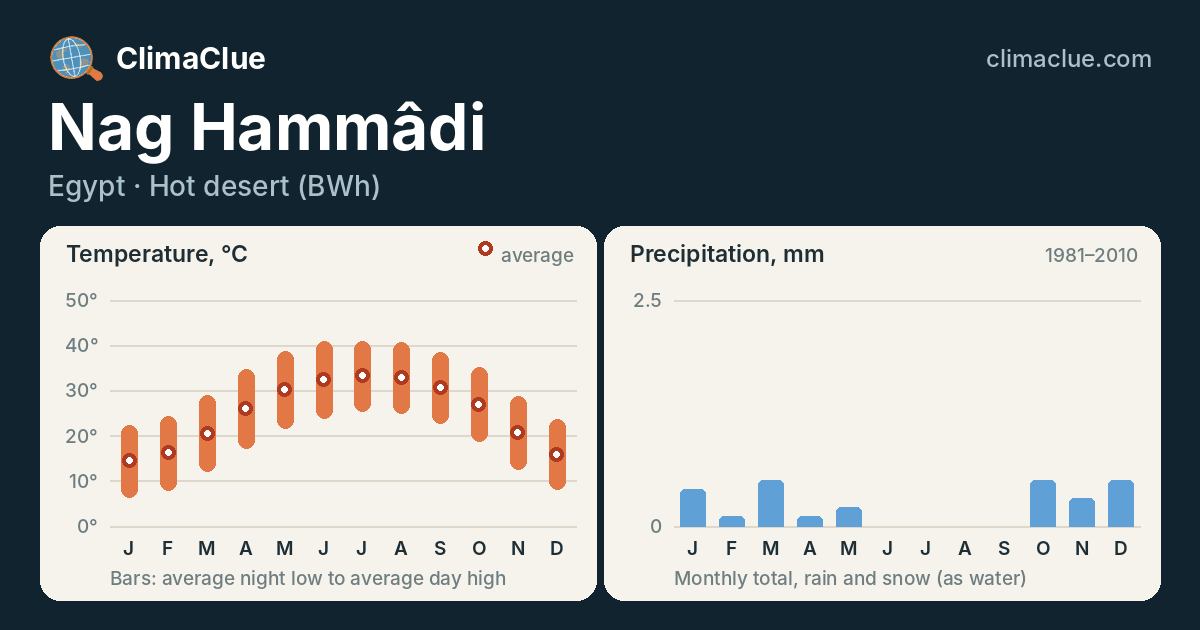 ClimaClue
climaclue.com
Nag Hammâdi
Egypt · Hot desert (BWh)
Temperature, °C
average
50°
40°
30°
20°
10°
0°
J F M A M J J A S O N D
Bars: average night low to average day high
Precipitation, mm
1981–2010
2.5
0
J F M A M J J A S O N D
Monthly total, rain and snow (as water)